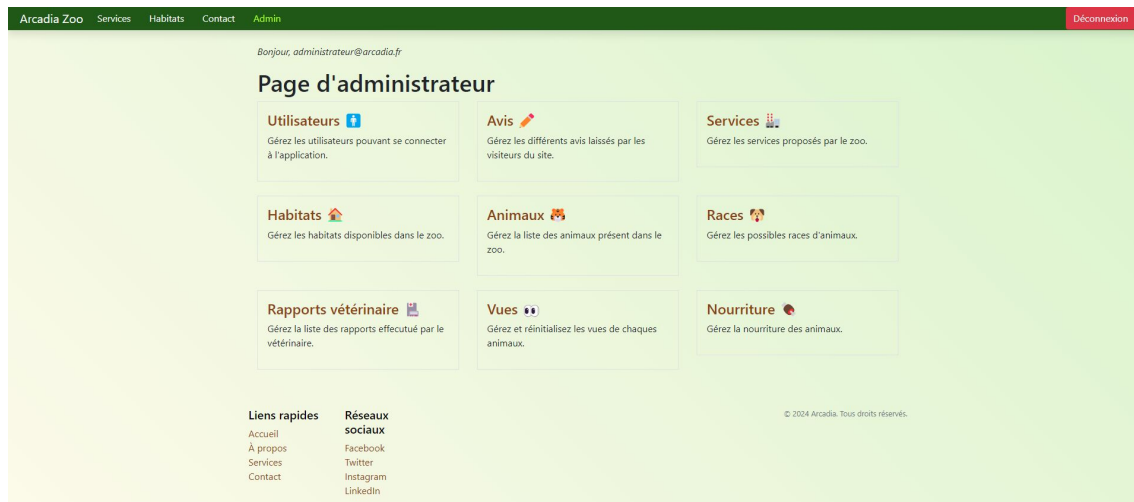 Arcadia Zoo Services Habitats Contact Admin Déconnexion
Bonjour, administrateur@arcadia.fr
Page d'administrateur
Utilisateurs
Gérez les utilisateurs pouvant se connecter
à l'application.
Avis
Gérez les différents avis laissés par les
visiteurs du site.
Services
Gérez les services proposés par le zoo.
Habitats
Gérez les habitats disponibles dans le zoo.
Animaux
Gérez la liste des animaux présent dans le
zoo.
Races
Gérez les possibles races d'animaux.
Rapports vétérinaire
Gérez la liste des rapports effecutué par le
vétérinaire.
Vues
Gérez et réinitialisez les vues de chaques
animaux.
Nourriture
Gérez la nourriture des animaux.
Liens rapides
Accueil
À propos
Services
Contact
Réseaux
sociaux
Facebook
Twitter
Instagram
LinkedIn
© 2024 Arcadia. Tous droits réservés.